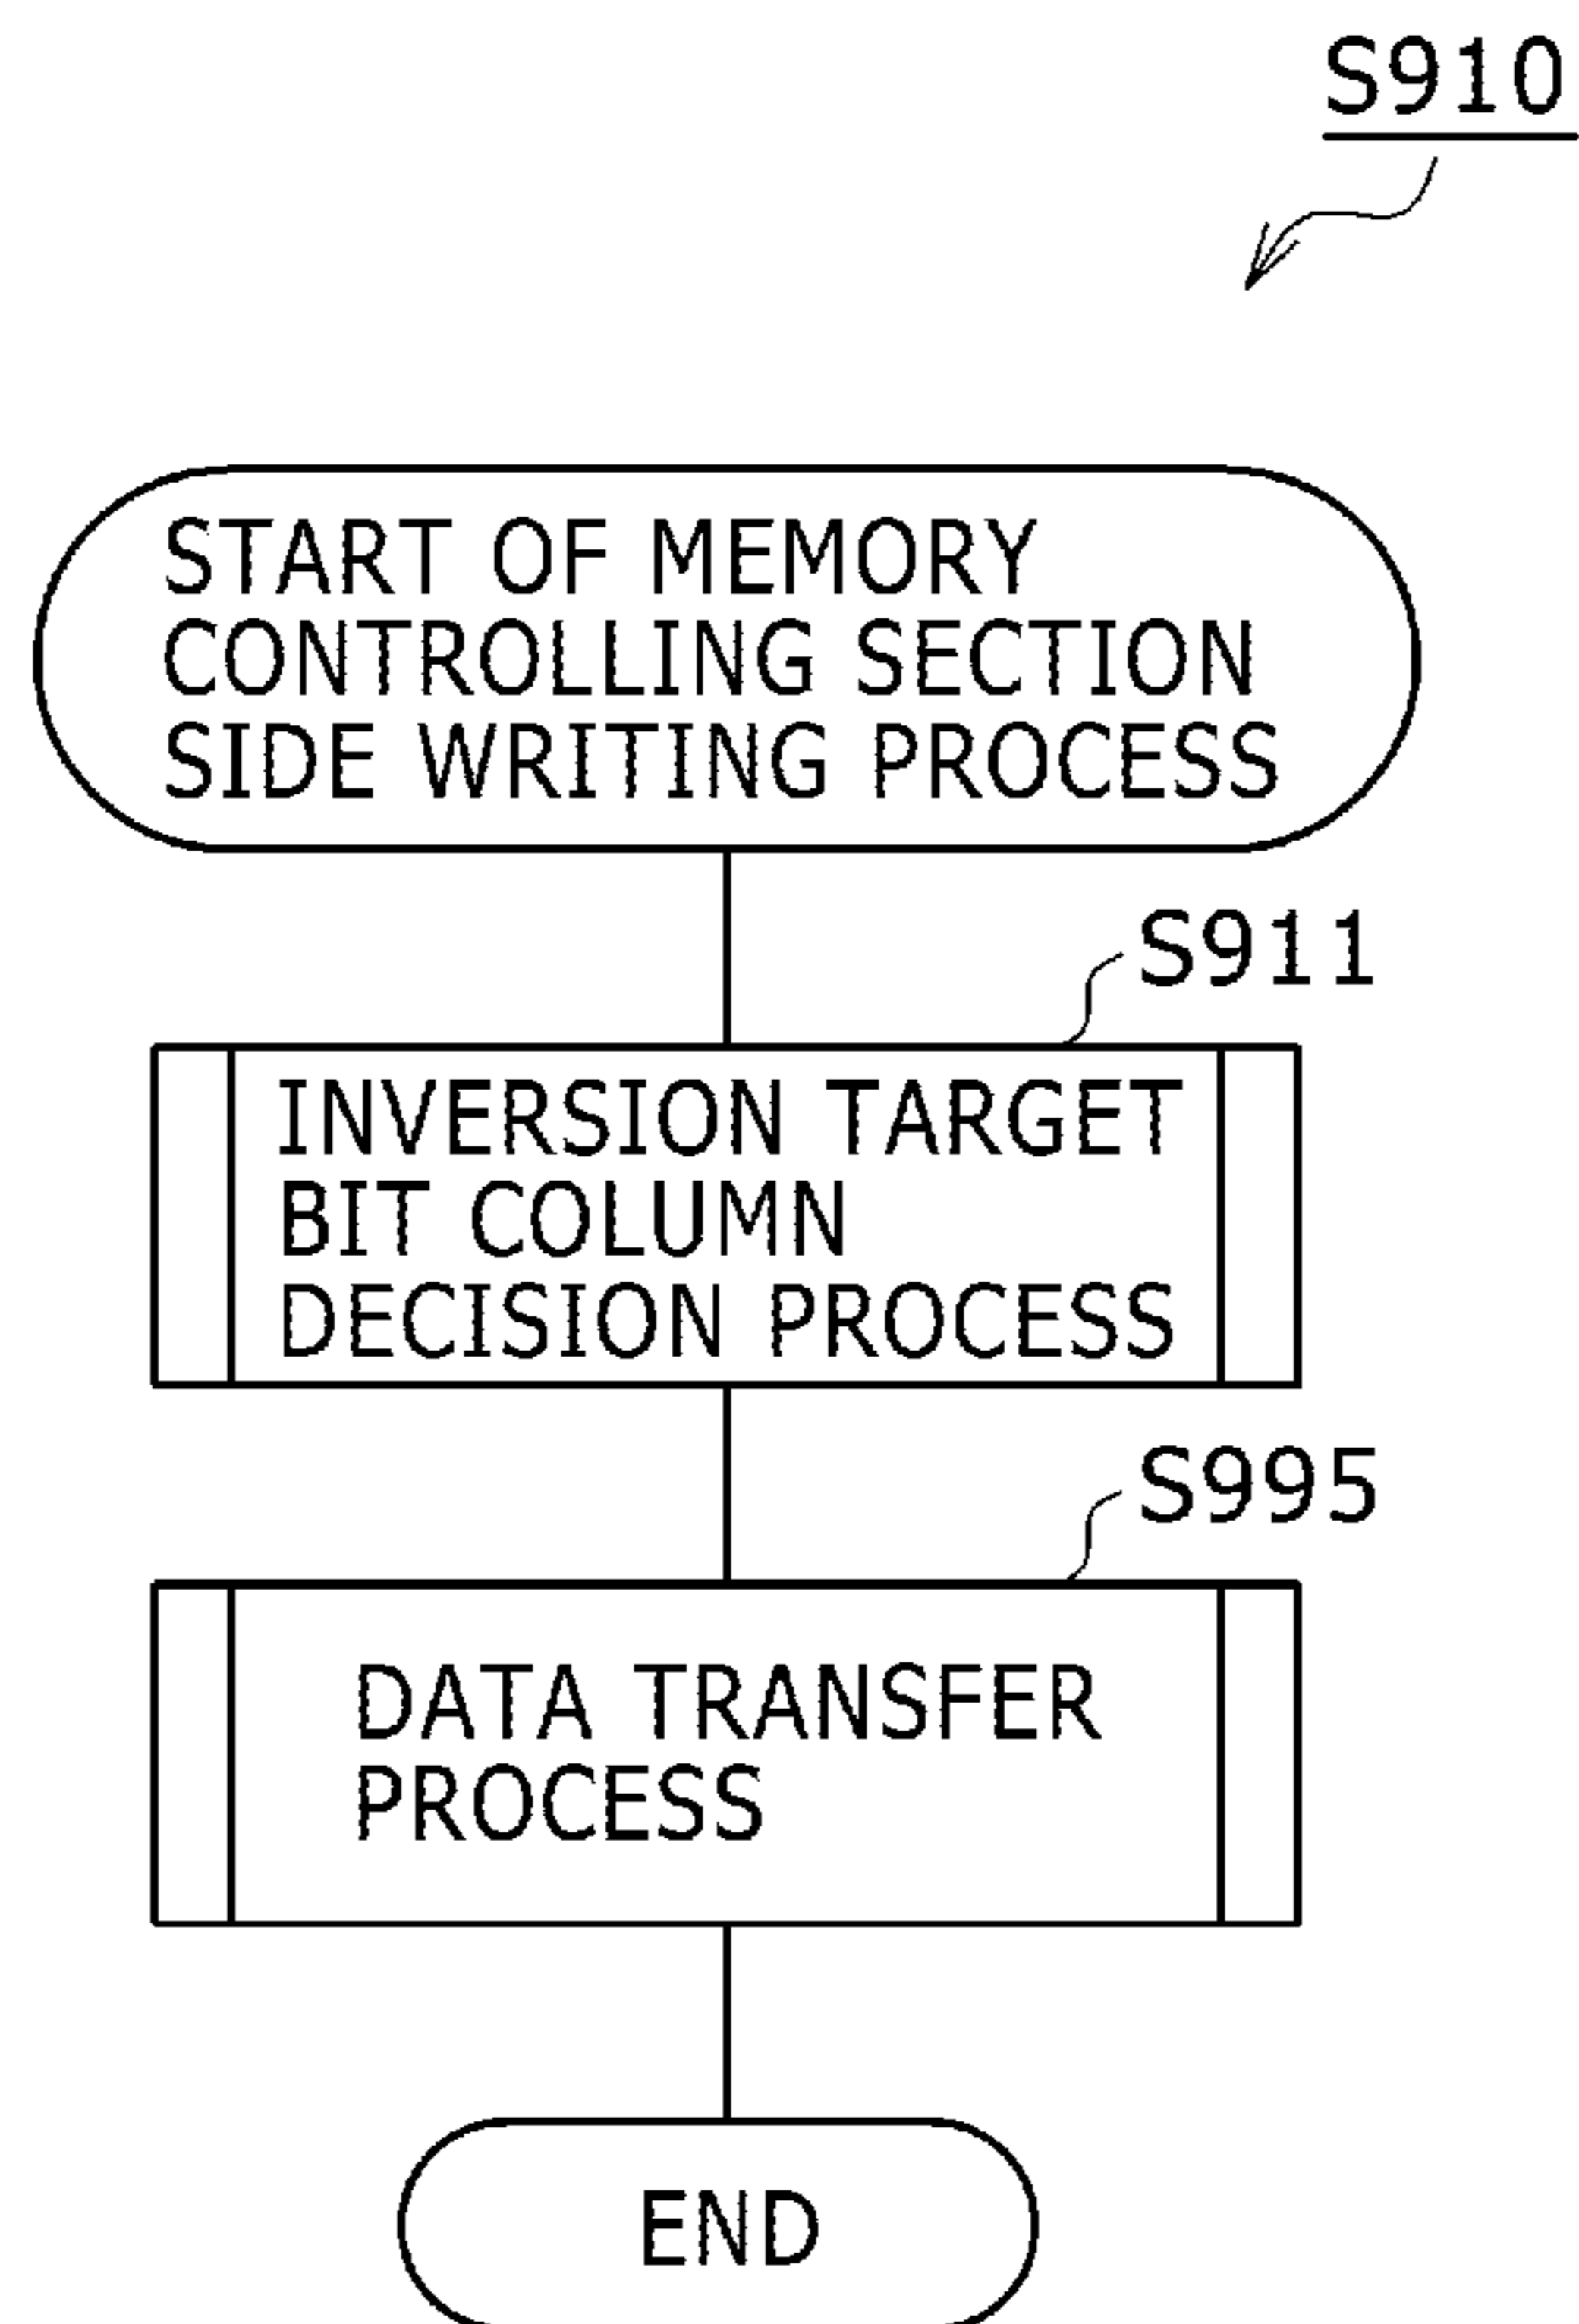 S910
START OF MEMORY
CONTROLLING SECTION
SIDE WRITING PROCESS
S911
INVERSION TARGET
BIT COLUMN
DECISION PROCESS
S995
DATA TRANSFER
PROCESS
END